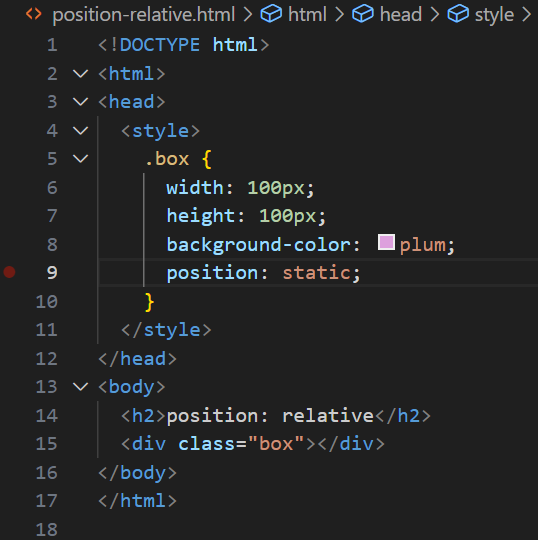 position-relative.html > html > head > style >
1 <!DOCTYPE html>
2 <html>
3 <head>
4 <style>
5 .box {
6 width: 100px;
7 height: 100px;
8 background-color: plum;
9 position: static;
10 }
11 </style>
12 </head>
13 <body>
14 <h2>position: relative</h2>
15 <div class="box"></div>
16 </body>
17 </html>
18